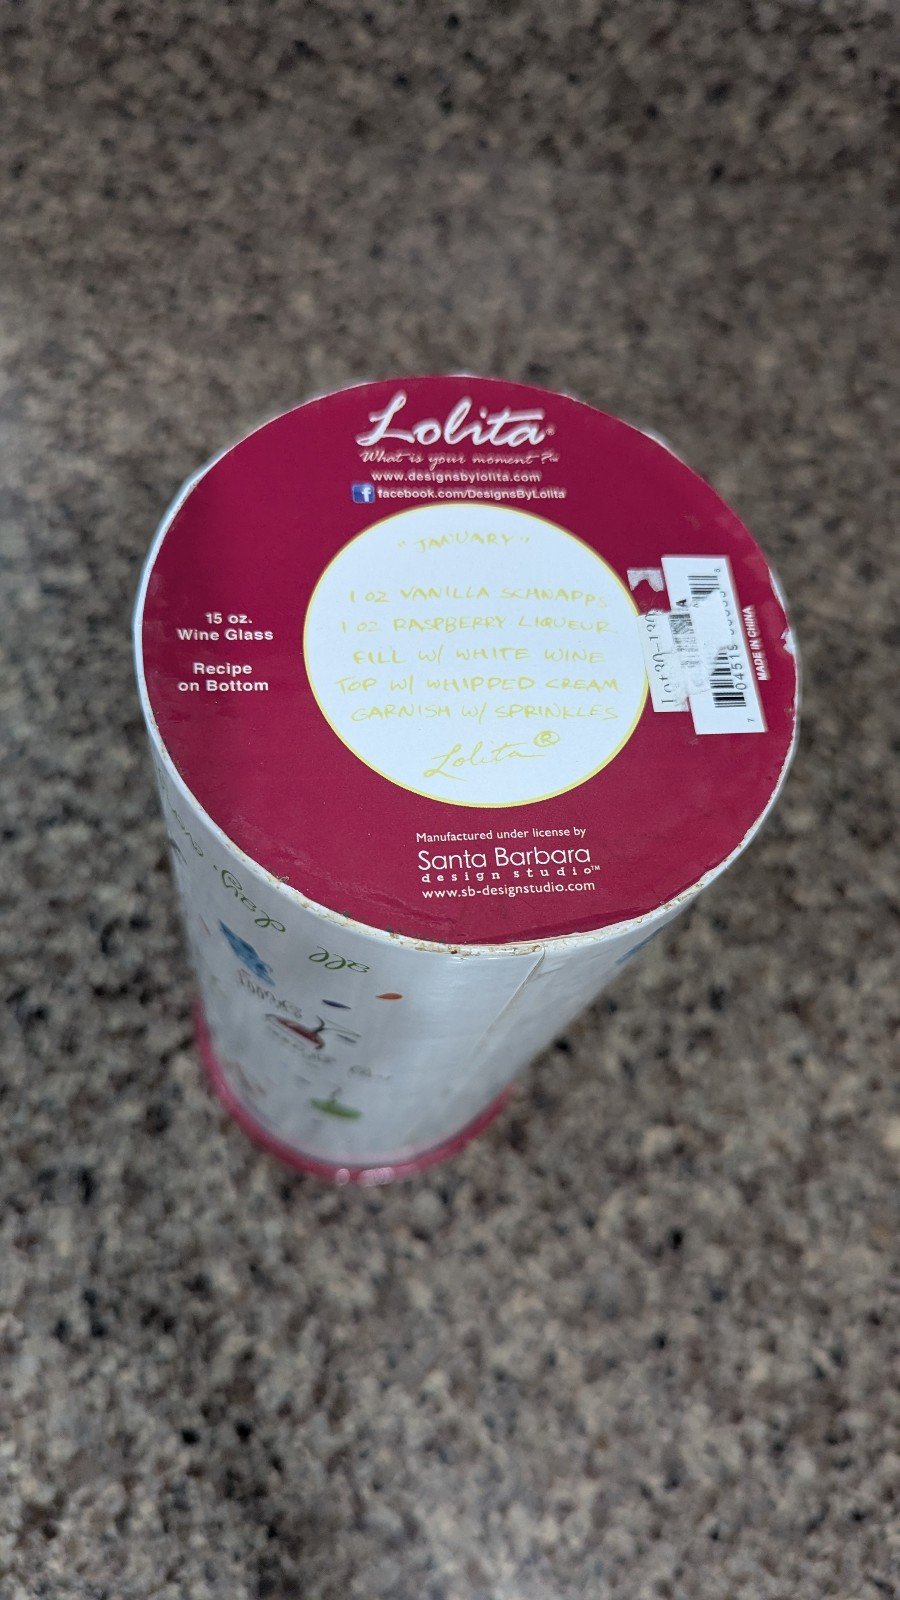 Lolita®
What is your moment?™
www.designsbylolita.com
facebook.com/DesignsByLolita
"JANUARY"
1 OZ VANILLA SCHNAPPS
1 OZ RASPBERRY LIQUEUR
FILL W/ WHITE WINE
TOP W/ WHIPPED CREAM
GARNISH W/ SPRINKLES
Lolita®
15 oz.
Wine Glass
Recipe
on Bottom
MADE IN CHINA
Manufactured under license by
Santa Barbara
design studio™
www.sb-designstudio.com
all